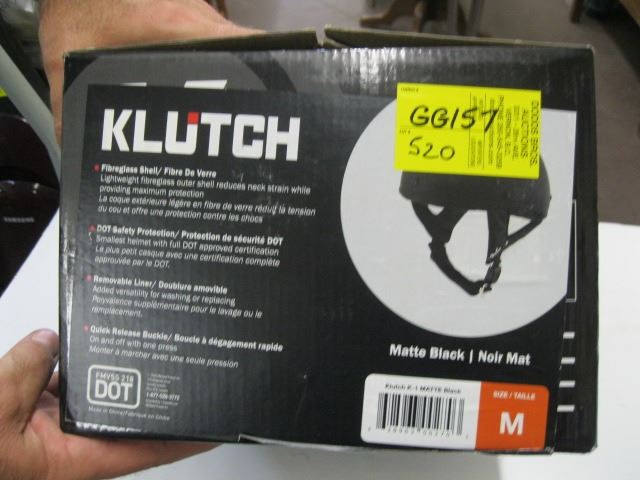 KLUTCH
Fibreglass Shell/ Fibre De Verre
Lightweight fibreglass outer shell reduces neck strain while
providing maximum protection
La coque extérieure légère en fibre de verre réduit la tension
du cou et offre une protection contre les chocs
DOT Safety Protection/ Protection de sécurité DOT
Smallest helmet with full DOT approved certification
Le plus petit casque avec une certification complète
approuvée par le DOT.
Removable Liner/ Doublure amovible
Added versatility for washing or replacing
Polyvalence supplémentaire pour le lavage ou le
remplacement.
Quick Release Buckle/ Boucle à dégagement rapide
On and off with one press
Monter à marcher avec une seule pression
FMVSS 218
DOT
Made in China/Fabriqué en Chine
GG157
520
DODDS BROS
AUCTIONS
VERNON, B.C.
Matte Black | Noir Mat
Klutch K-1 MATTE Black
SIZE / TAILLE
M
SAMSUNG